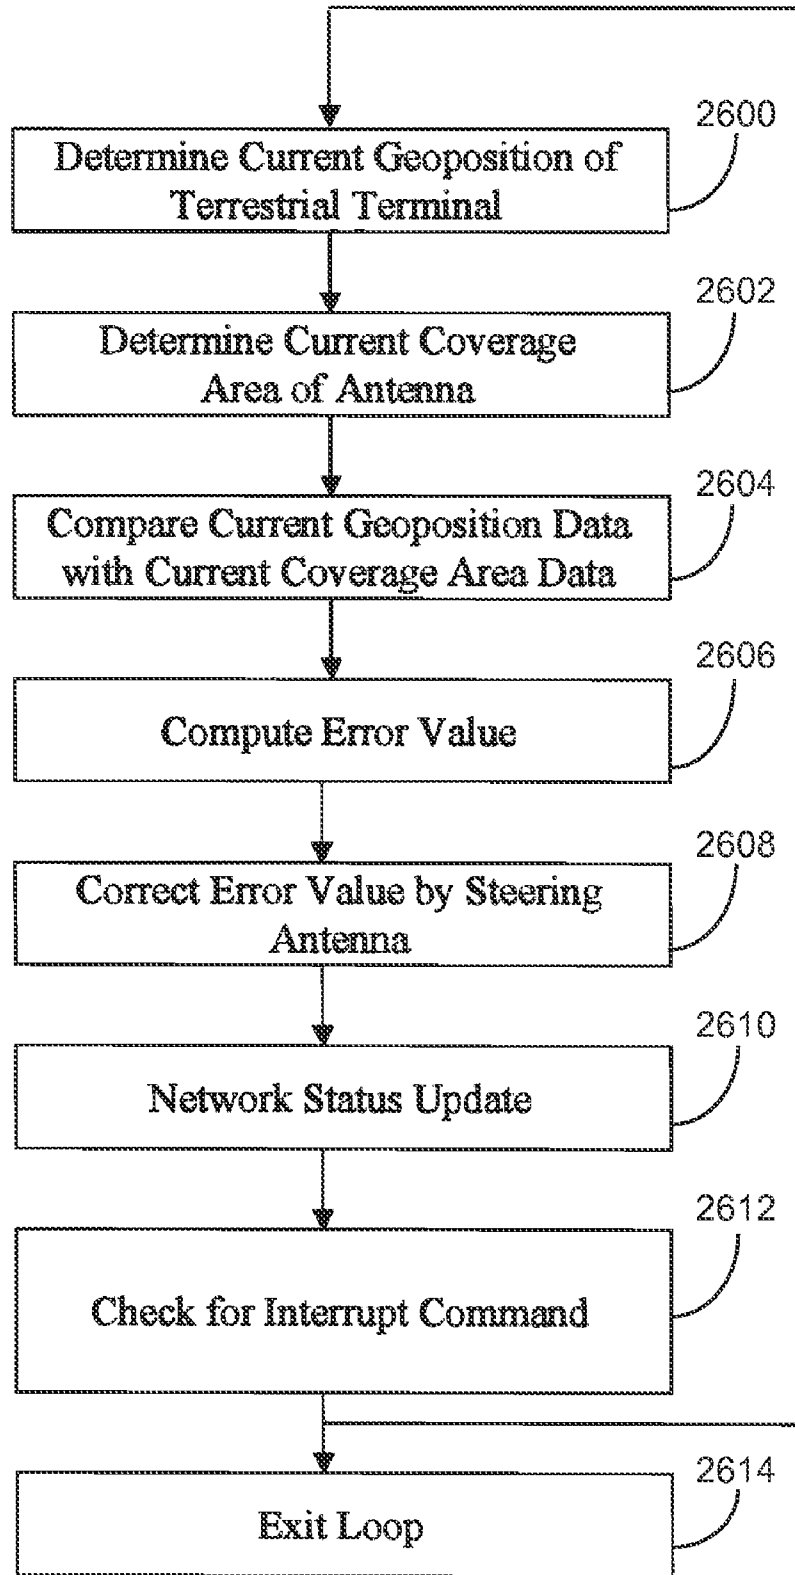 2600
Determine Current Geoposition of
Terrestrial Terminal
2602
Determine Current Coverage
Area of Antenna
2604
Compare Current Geoposition Data
with Current Coverage Area Data
2606
Compute Error Value
2608
Correct Error Value by Steering
Antenna
2610
Network Status Update
2612
Check for Interrupt Command
2614
Exit Loop